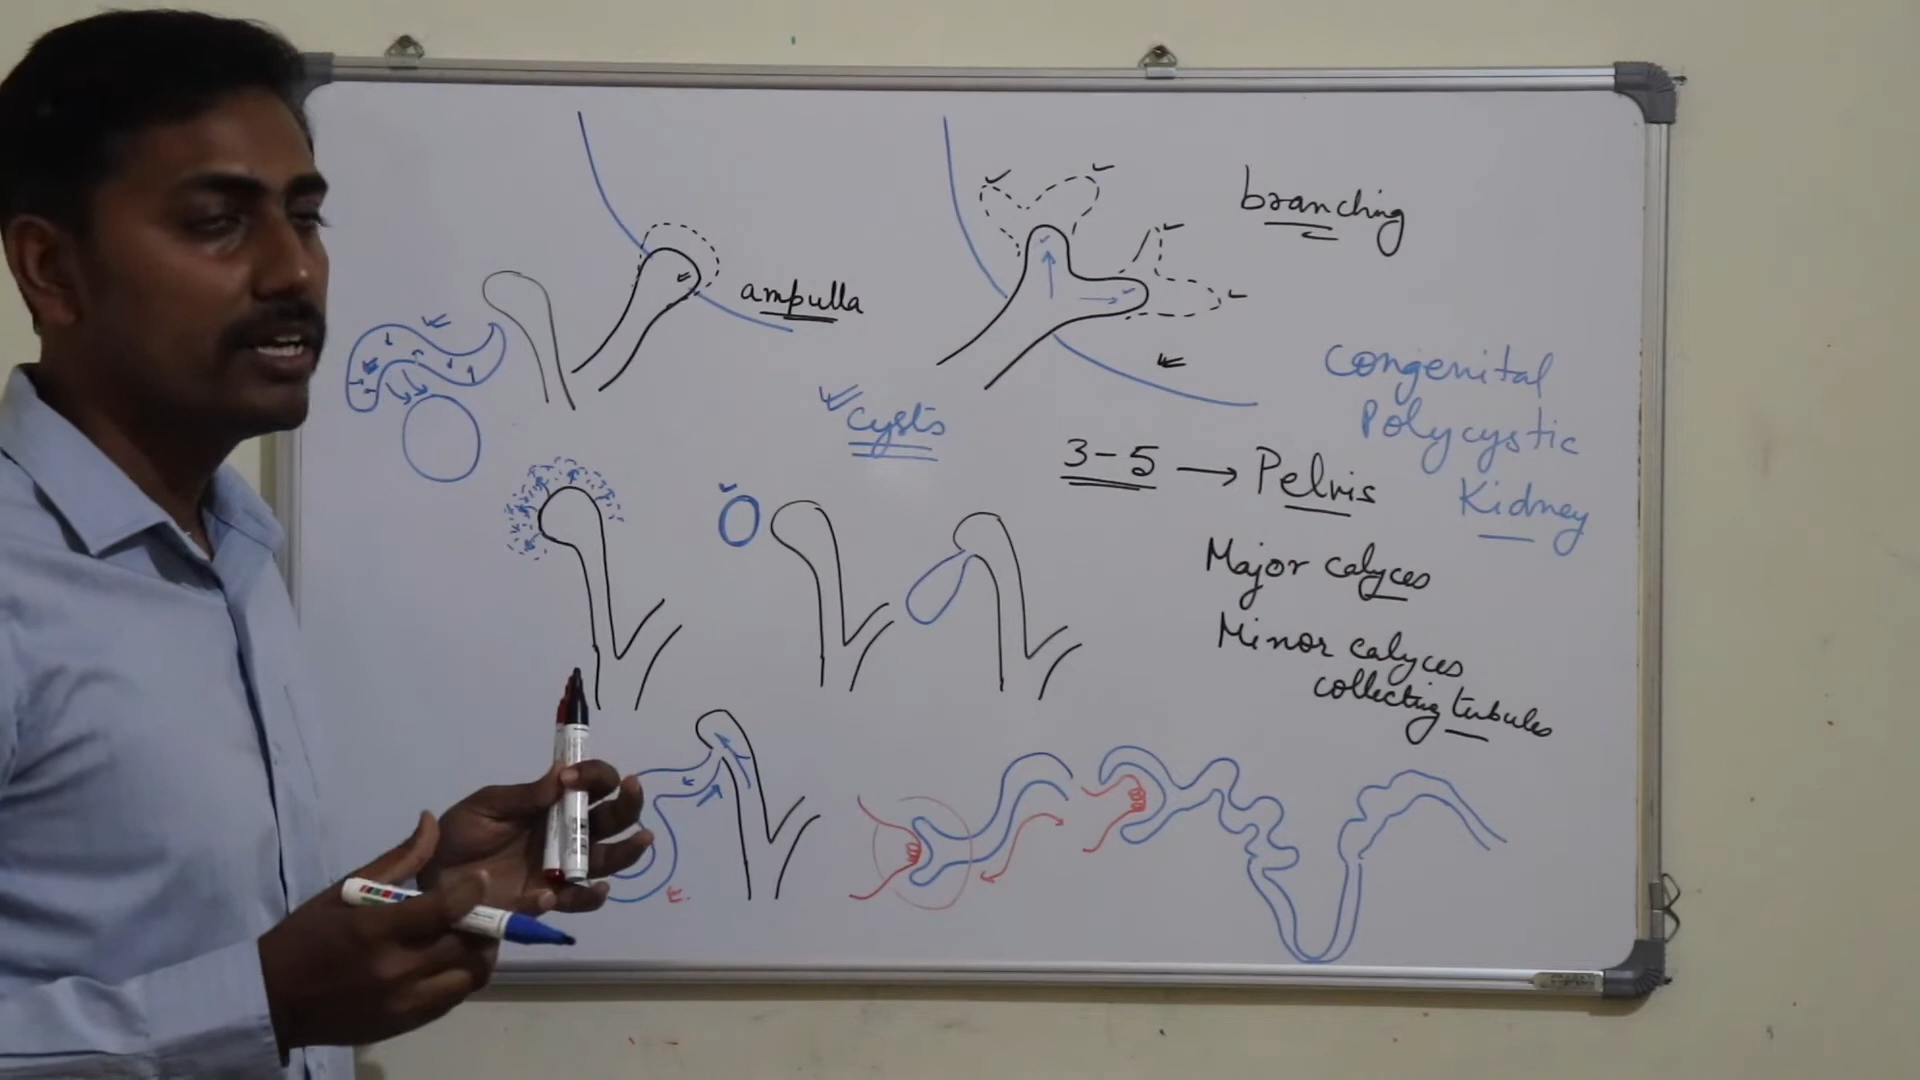 branching
ampulla
Cysts
3-5 → Pelvis
Congenital
Polycystic
Kidney
Major calyces
Minor calyces
collecting tubules